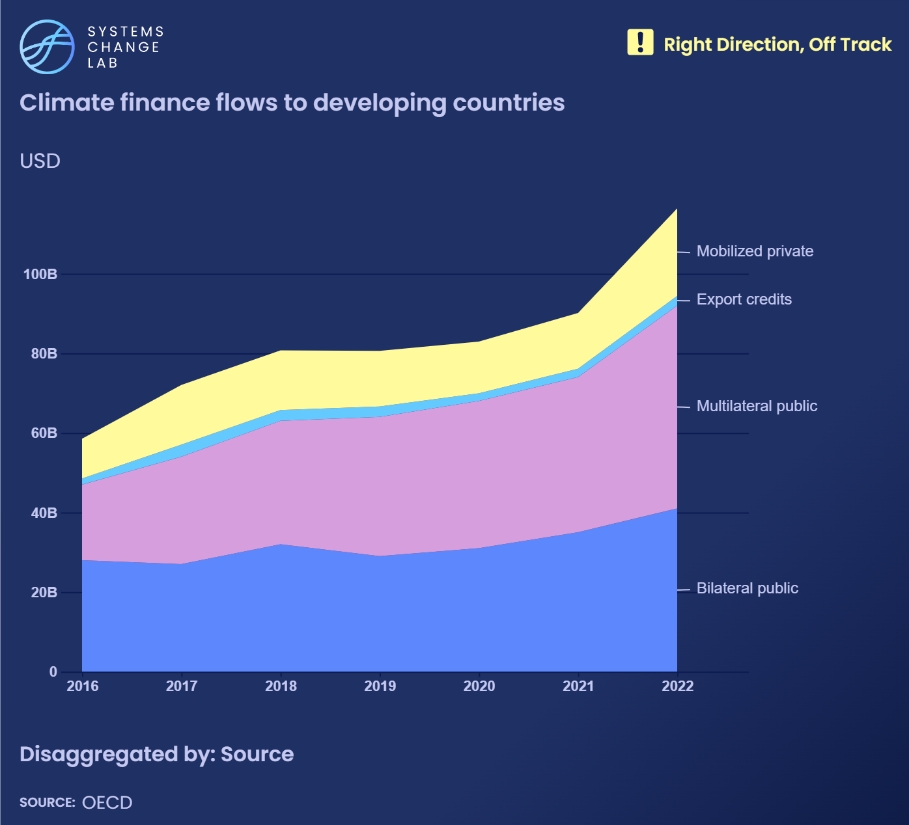 SYSTEMS
CHANGE
LAB
Right Direction, Off Track
Climate finance flows to developing countries
USD
Mobilized private
100B
Export credits
80B
Multilateral public
60B
40B
20B
Bilateral public
0
2016 2017 2018 2019 2020 2021 2022
Disaggregated by: Source
SOURCE: OECD